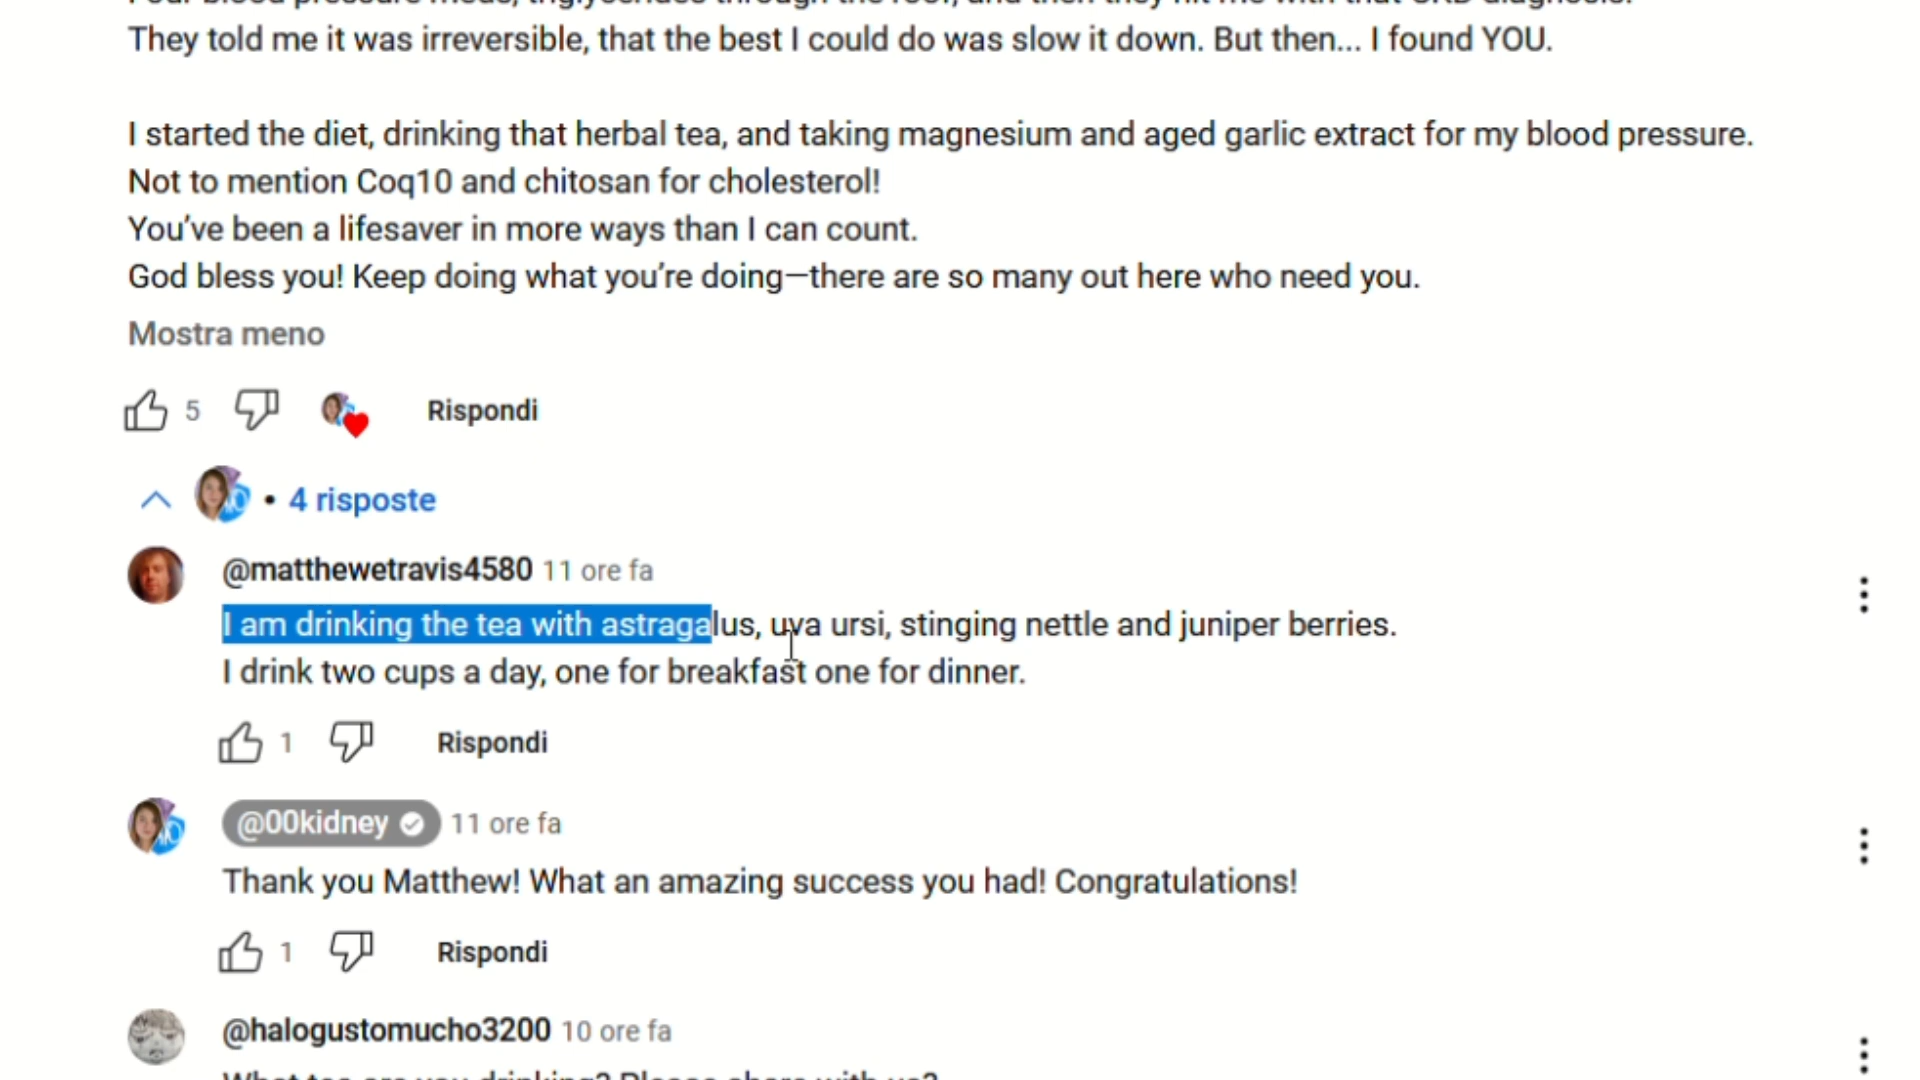 They told me it was irreversible, that the best I could do was slow it down. But then... I found YOU.
I started the diet, drinking that herbal tea, and taking magnesium and aged garlic extract for my blood pressure.
Not to mention Coq10 and chitosan for cholesterol!
You've been a lifesaver in more ways than I can count.
God bless you! Keep doing what you're doing—there are so many out here who need you.
Mostra meno
5 Rispondi
• 4 risposte
@matthewetravis4580 11 ore fa
I am drinking the tea with astragalus, uva ursi, stinging nettle and juniper berries.
I drink two cups a day, one for breakfast one for dinner.
1 Rispondi
@00kidney 11 ore fa
Thank you Matthew! What an amazing success you had! Congratulations!
1 Rispondi
@halogustomucho3200 10 ore fa